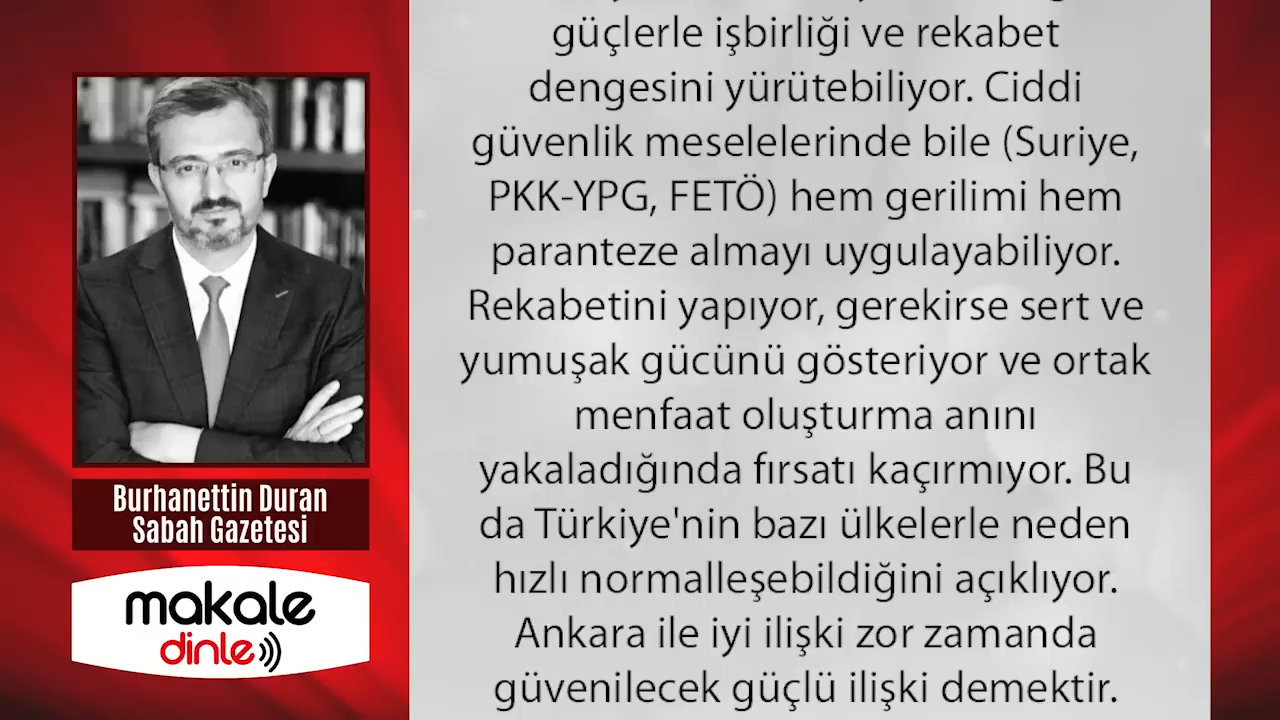 güçlerle işbirliği ve rekabet
dengesini yürütebiliyor. Ciddi
güvenlik meselelerinde bile (Suriye,
PKK-YPG, FETÖ) hem gerilimi hem
paranteze almayı uygulayabiliyor.
Rekabetini yapıyor, gerekirse sert ve
yumuşak gücünü gösteriyor ve ortak
menfaat oluşturma anını
yakaladığında fırsatı kaçırmıyor. Bu
da Türkiye'nin bazı ülkelerle neden
hızlı normalleşebildiğini açıklıyor.
Ankara ile iyi ilişki zor zamanda
güvenilecek güçlü ilişki demektir.
Burhanettin Duran
Sabah Gazetesi
makale
dinle